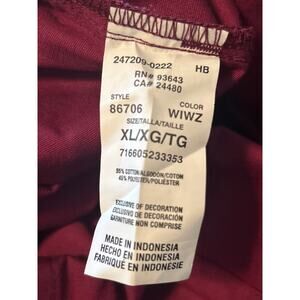 247209-0222 HB
RN# 93643
CA# 24480
STYLE COLOR
86706 WIWZ
SIZE/TALLA/TAILLE
XL/XG/TG
716605233353
55% COTTON/ALGODON/COTON
45% POLYESTER/POLIÉSTER
EXCLUSIVE OF DECORATION
EXCLUSIVO DE DECORACIÓN
GARNITURE NON COMPRISE
MADE IN INDONESIA
HECHO EN INDONESIA
FABRIQUÉ EN INDONESIA